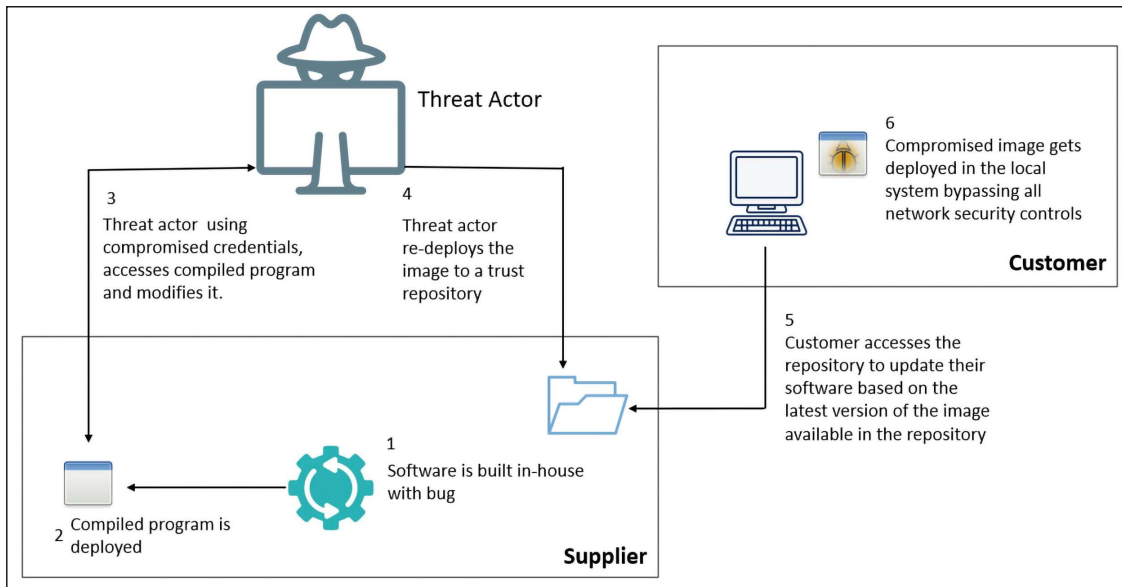 Threat Actor
3
Threat actor using
compromised credentials,
accesses compiled program
and modifies it.
4
Threat actor
re-deploys the
image to a trust
repository
6
Compromised image gets
deployed in the local
system bypassing all
network security controls
Customer
5
Customer accesses the
repository to update their
software based on the
latest version of the image
available in the repository
1
Software is built in-house
with bug
2 Compiled program is
deployed
Supplier